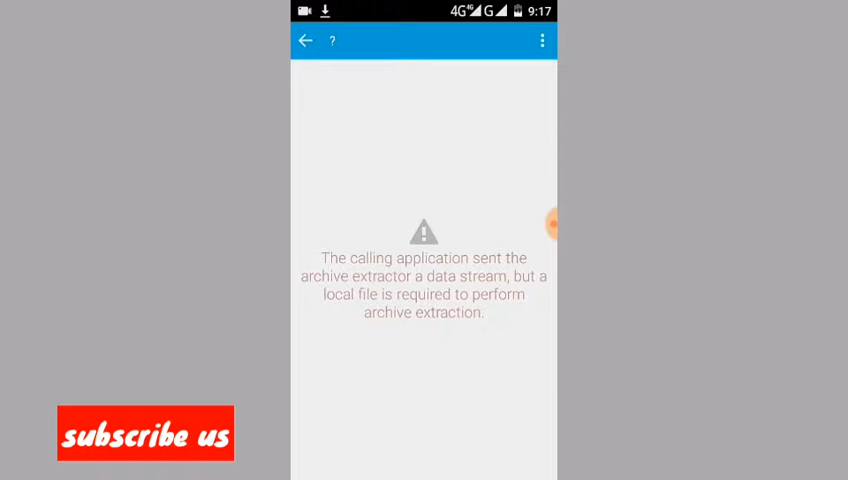 4G 4G G 9:17
?
The calling application sent the
archive extractor a data stream, but a
local file is required to perform
archive extraction.
subscribe us